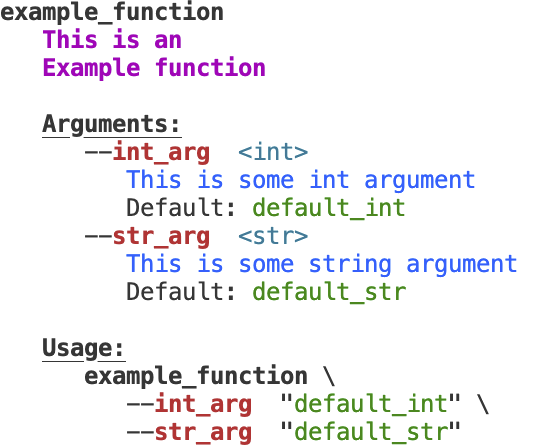 example_function
This is an
Example function
Arguments:
--int_arg  <int>
This is some int argument
Default: default_int
--str_arg  <str>
This is some string argument
Default: default_str
Usage:
example_function \
--int_arg  "default_int" \
--str_arg  "default_str"